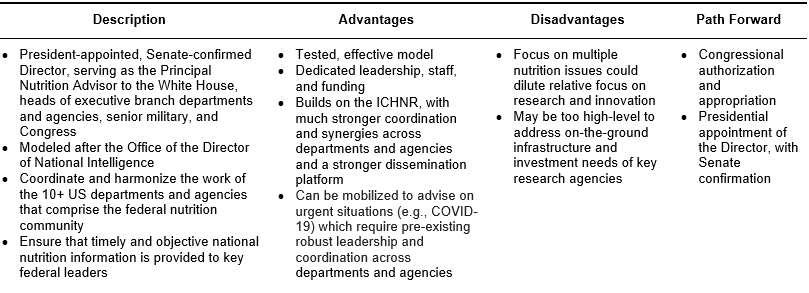 Description
Advantages
Disadvantages
Path Forward
• President-appointed, Senate-confirmed
Director, serving as the Principal
Nutrition Advisor to the White House,
heads of executive branch departments
and agencies, senior military, and
Congress
• Modeled after the Office of the Director
of National Intelligence
• Coordinate and harmonize the work of
the 10+ US departments and agencies
that comprise the federal nutrition
community
• Ensure that timely and objective national
nutrition information is provided to key
federal leaders
• Tested, effective model
• Dedicated leadership, staff,
and funding
• Builds on the ICHNR, with
much stronger coordination
and synergies across
departments and agencies
and a stronger dissemination
platform
• Can be mobilized to advise on
urgent situations (e.g., COVID-
19) which require pre-existing
robust leadership and
coordination across
departments and agencies
• Focus on multiple
nutrition issues could
dilute relative focus on
research and innovation
• May be too high-level to
address on-the-ground
infrastructure and
investment needs of key
research agencies
• Congressional
authorization
and
appropriation
• Presidential
appointment of
the Director, with
Senate
confirmation